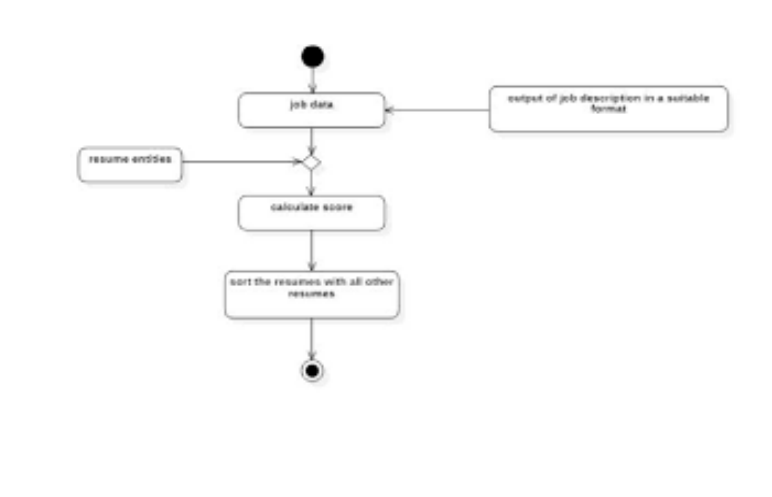 job data
output of job description in a suitable
format
resume entities
calculate score
sort the resumes with all other
resumes